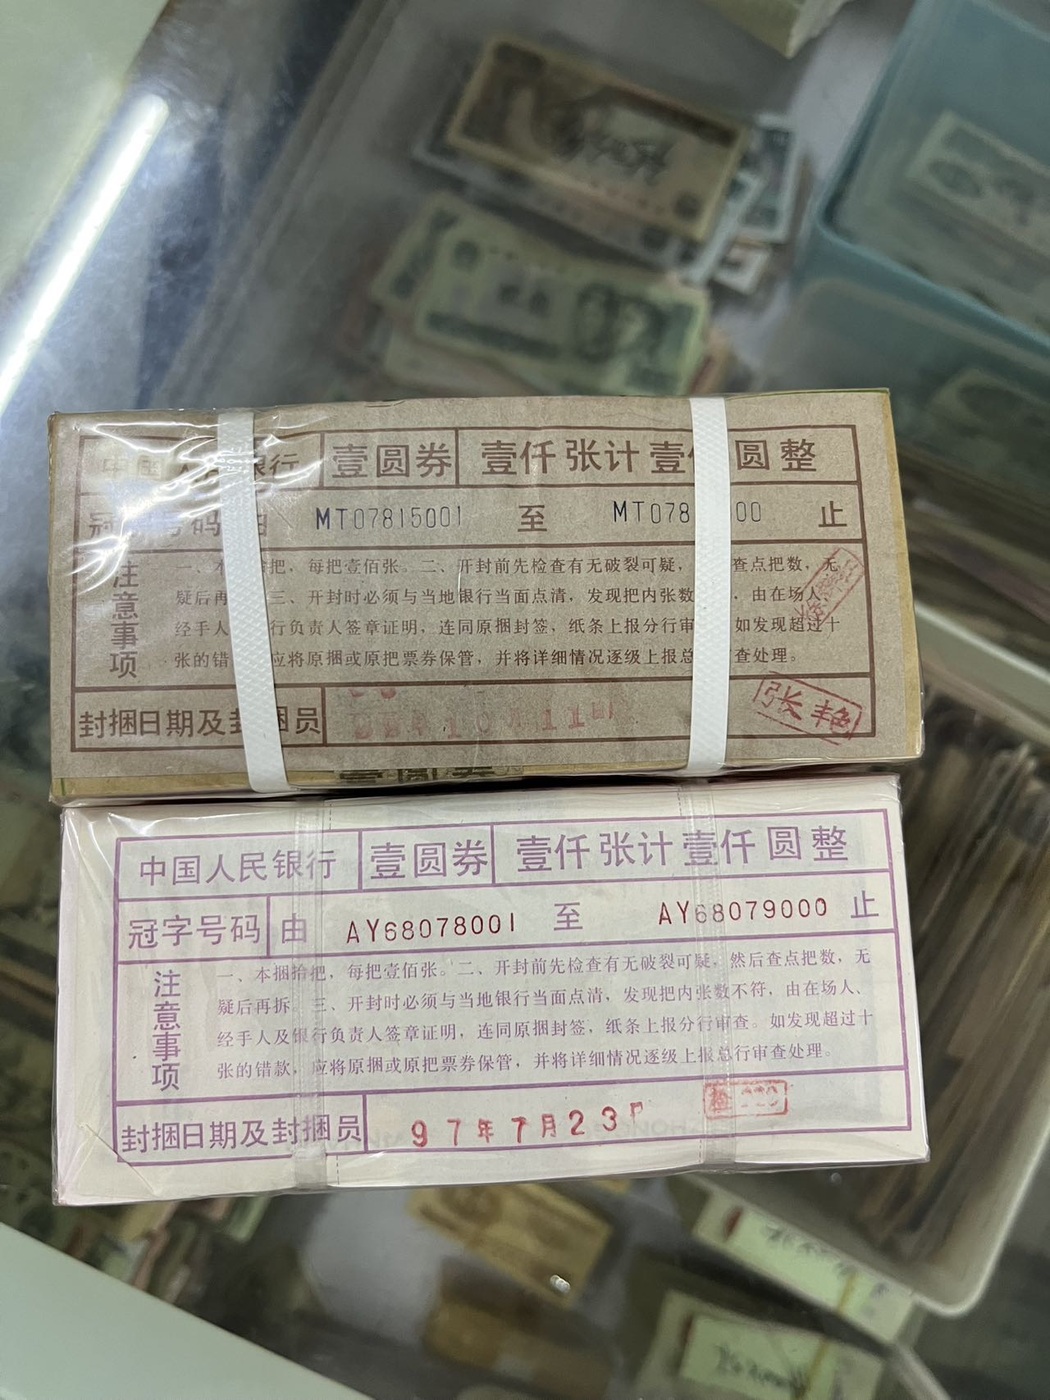 中国人民银行 壹圆券 壹仟张计壹 圆整
冠 号码 由 MT07815001 至 MT078 00 止
注意事项
一、本 把，每把壹佰张。二、开封前先检查有无破裂可疑， 查点把数，无
疑后再 三、开封时必须与当地银行当面点清，发现把内张数 ，由在场人、
经手人 行负责人签章证明，连同原捆封签、纸条上报分行审 如发现超过十
张的错 应将原捆或原把票券保管，并将详细情况逐级上报总 查处理。
封捆日期及封捆员 张艳
壹圆券
中国人民银行 壹圆券 壹仟张计壹仟圆整
冠字号码 由 AY68078001 至 AY68079000 止
注意事项
一、本捆拾把，每把壹佰张。二、开封前先检查有无破裂可疑，然后查点把数，无
疑后再拆。三、开封时必须与当地银行当面点清，发现把内张数不符，由在场人、
经手人及银行负责人签章证明，连同原捆封签，纸条上报分行审查。如发现超过十
张的错款，应将原捆或原把票券保管，并将详细情况逐级上报总行审查处理。
封捆日期及封捆员 97年7月23日